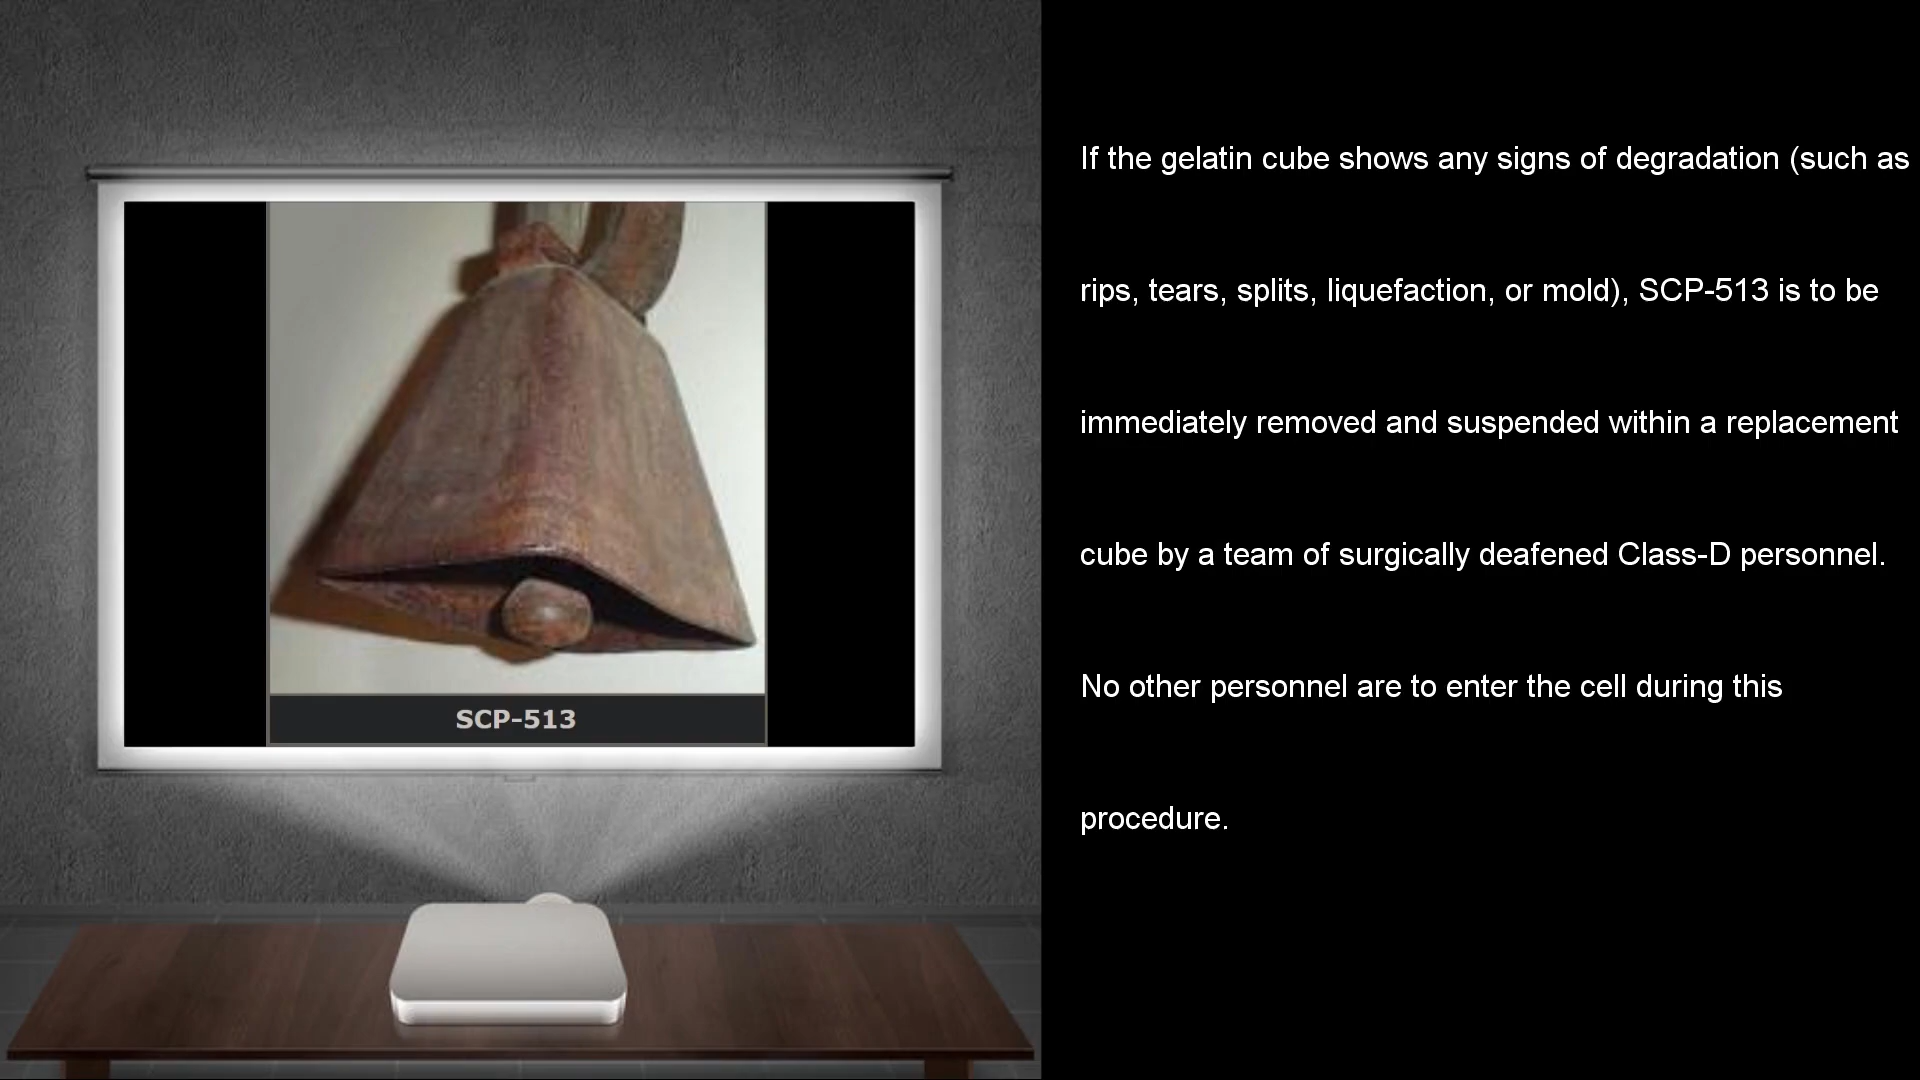 SCP-513
If the gelatin cube shows any signs of degradation (such as
rips, tears, splits, liquefaction, or mold), SCP-513 is to be
immediately removed and suspended within a replacement
cube by a team of surgically deafened Class-D personnel.
No other personnel are to enter the cell during this
procedure.